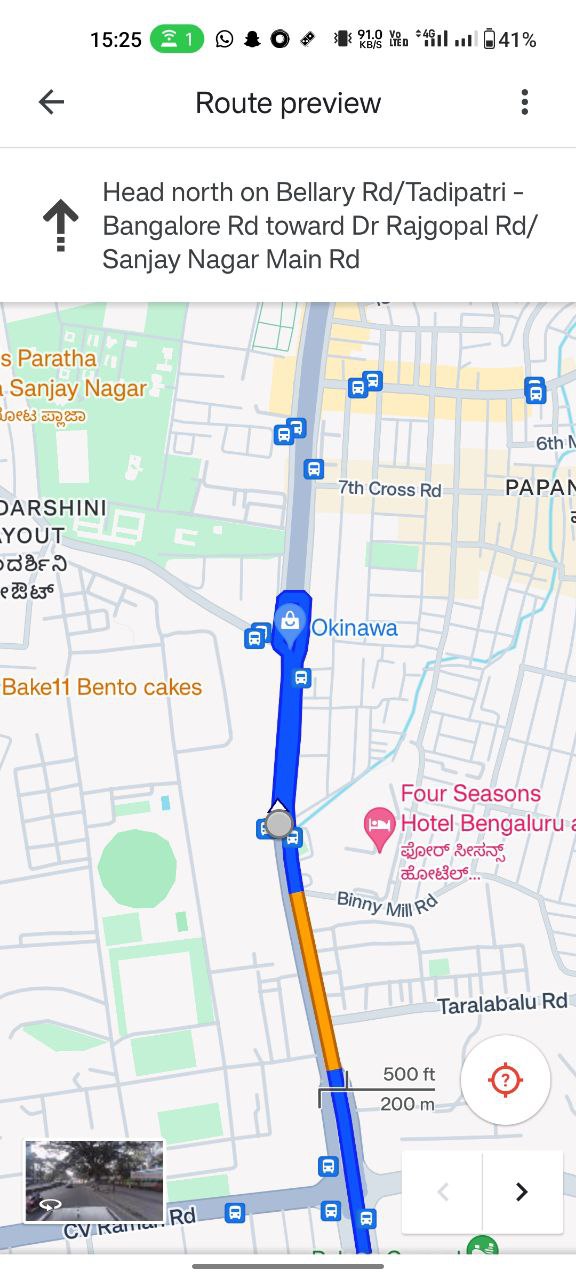 15:25
1
91.0
KB/S
Vo
LTE D
4G
41%
Route preview
Head north on Bellary Rd/Tadipatri -
Bangalore Rd toward Dr Rajgopal Rd/
Sanjay Nagar Main Rd
s Paratha
Sanjay Nagar
6th
7th Cross Rd
PAPAN
DARSHINI
YOUT
Okinawa
Bake11 Bento cakes
Four Seasons
Hotel Bengaluru a
ಫೋರ್ ಸೀಸನ್ಸ್
ಹೋಟೆಲ್...
Binny Mill Rd
Taralabalu Rd
500 ft
200 m
?
CV Raman Rd